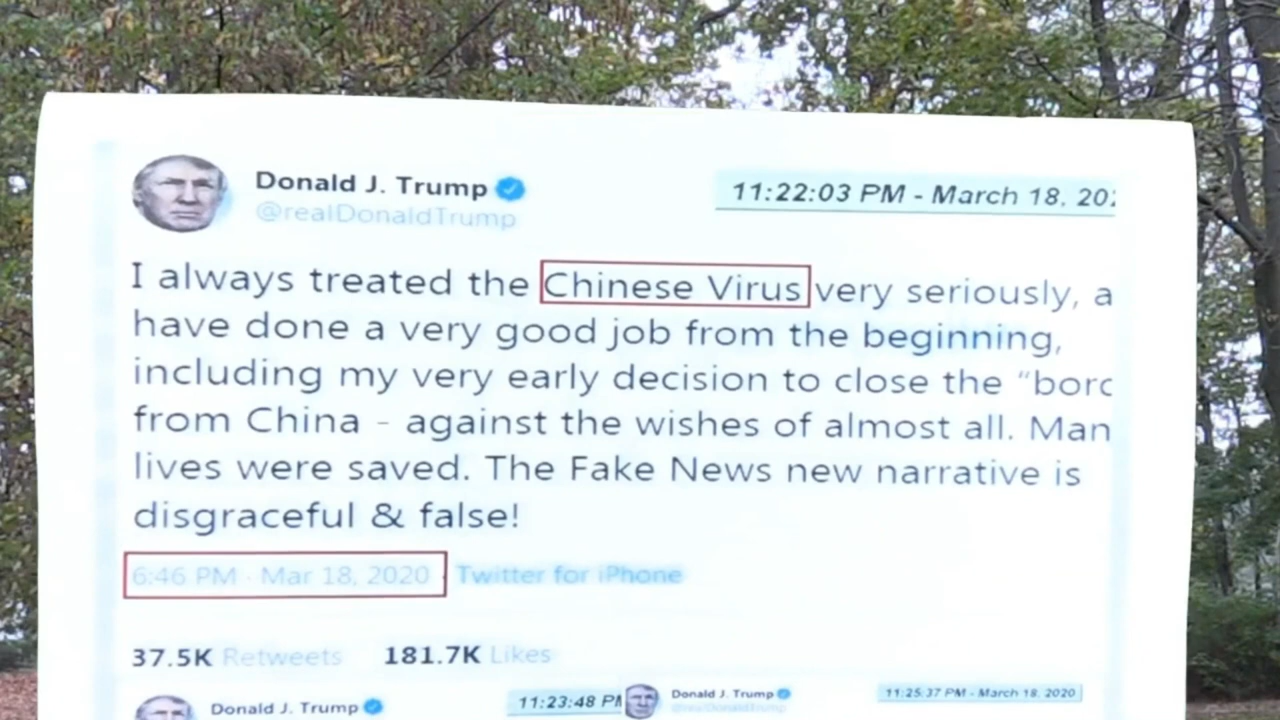 Donald J. Trump
@realDonaldTrump
11:22:03 PM - March 18, 202
I always treated the Chinese Virus very seriously, a
have done a very good job from the beginning,
including my very early decision to close the “bord
from China - against the wishes of almost all. Man
lives were saved. The Fake News new narrative is
disgraceful & false!
6:46 PM · Mar 18, 2020 · Twitter for iPhone
37.5K Retweets 181.7K Likes
Donald J. Trump
11:23:48 PM
Donald J. Trump
@realDonaldTrump
11:25:37 PM - March 18, 2020